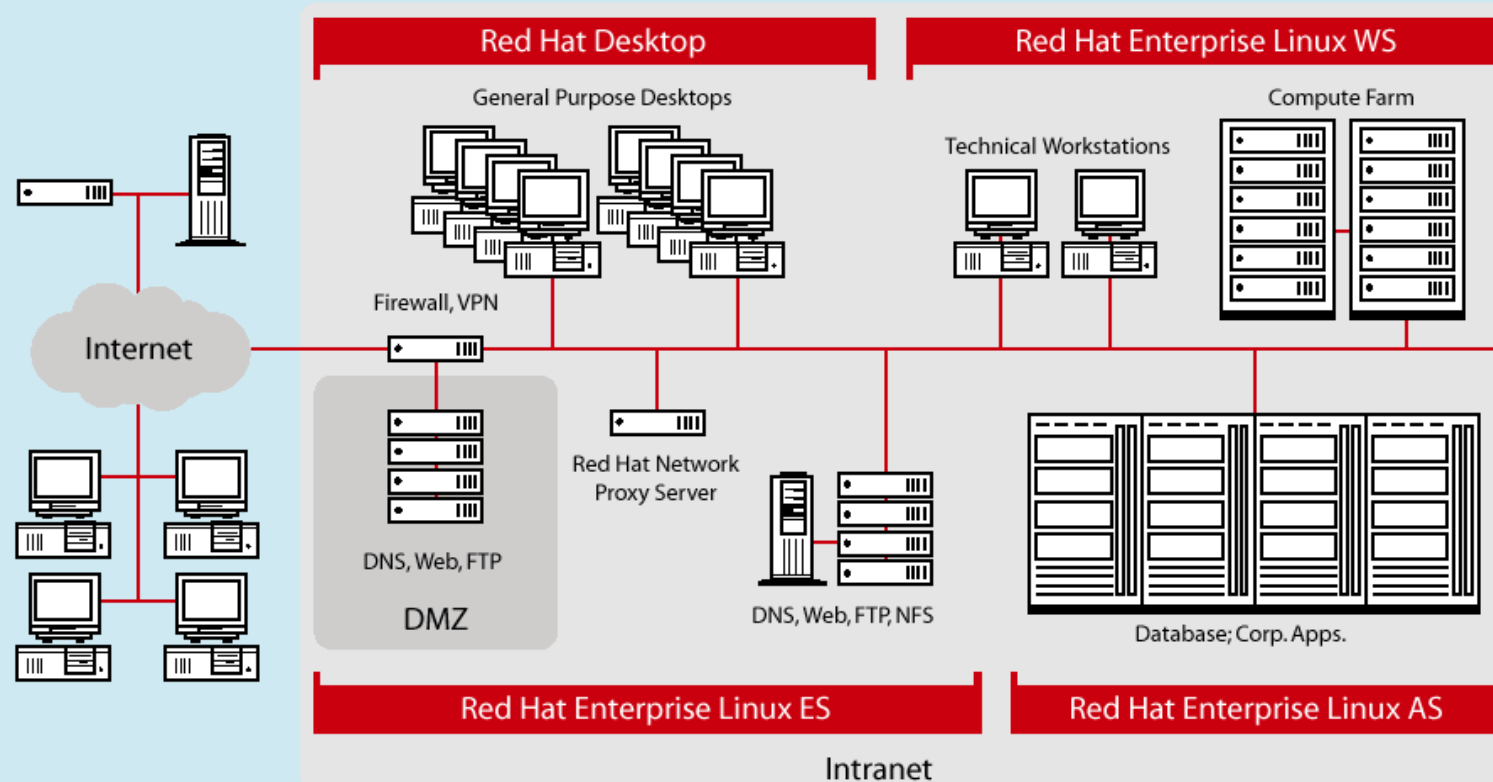 Red Hat Desktop
Red Hat Enterprise Linux WS
General Purpose Desktops
Compute Farm
Technical Workstations
Firewall, VPN
Internet
Red Hat Network
Proxy Server
DNS, Web, FTP
DMZ
DNS, Web, FTP, NFS
Database; Corp. Apps.
Red Hat Enterprise Linux ES
Red Hat Enterprise Linux AS
Intranet